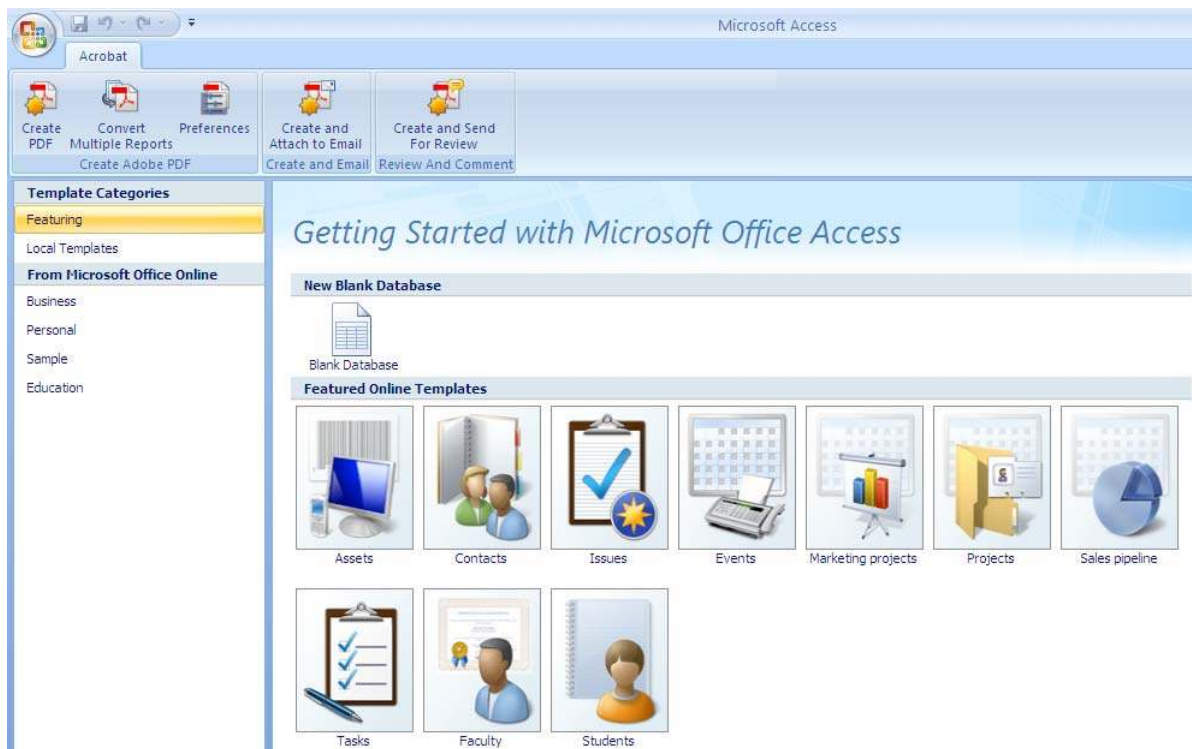 Microsoft Access
Acrobat
Create PDF
Convert Multiple Reports
Preferences
Create and Attach to Email
Create and Send For Review
Create Adobe PDF
Create and Email
Review And Comment
Template Categories
Featuring
Local Templates
From Microsoft Office Online
Business
Personal
Sample
Education
Getting Started with Microsoft Office Access
New Blank Database
Blank Database
Featured Online Templates
Assets
Contacts
Issues
Events
Marketing projects
Projects
Sales pipeline
Tasks
Faculty
Students